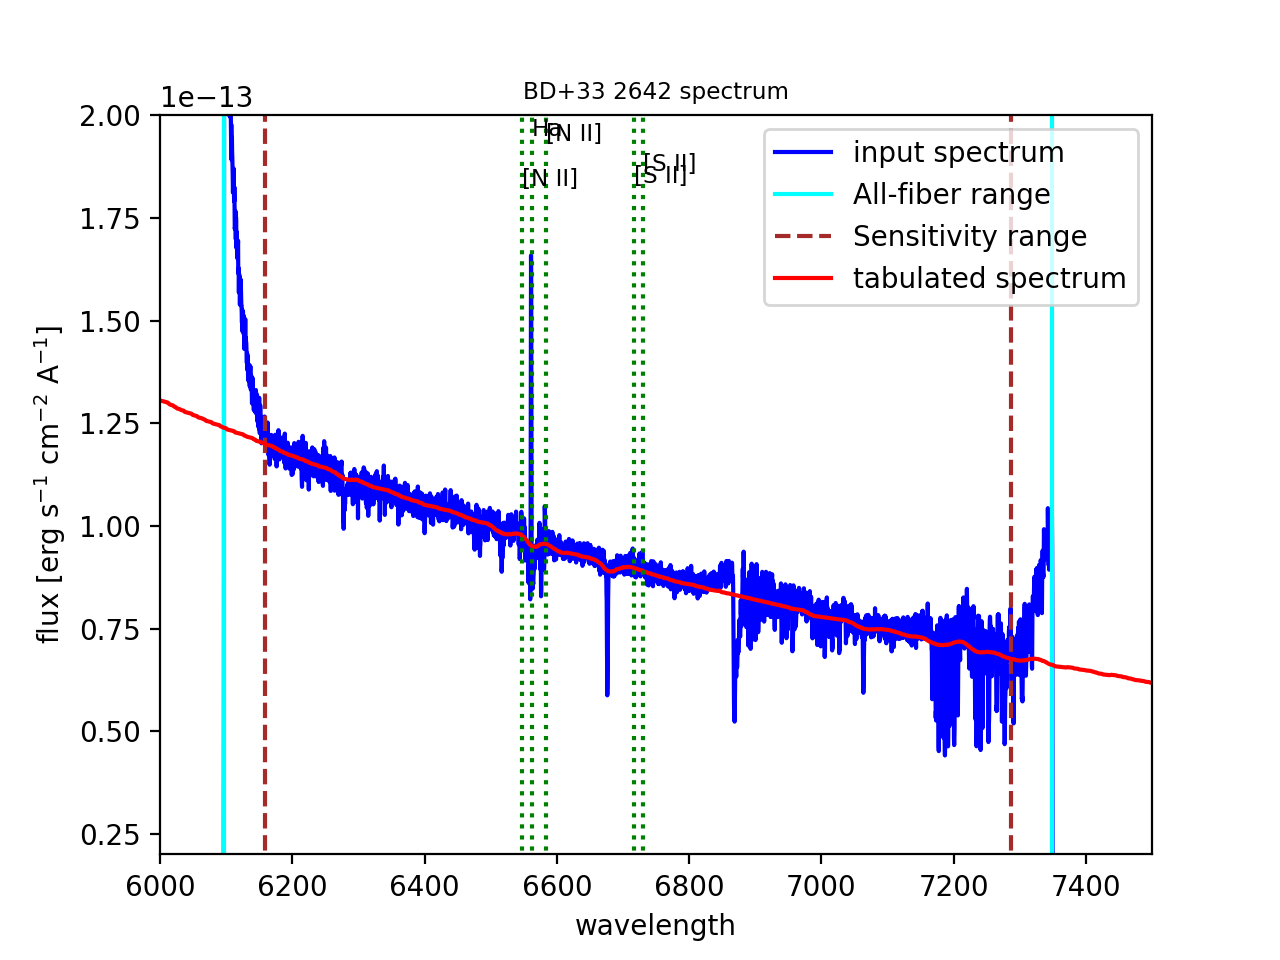 BD+33 2642 spectrum
1e−13
2.00
1.75
1.50
1.25
1.00
0.75
0.50
0.25
flux [erg s⁻¹ cm⁻² A⁻¹]
Ha
[N II]
[N II]
[S II]
[S II]
input spectrum
All-fiber range
Sensitivity range
tabulated spectrum
6000 6200 6400 6600 6800 7000 7200 7400
wavelength